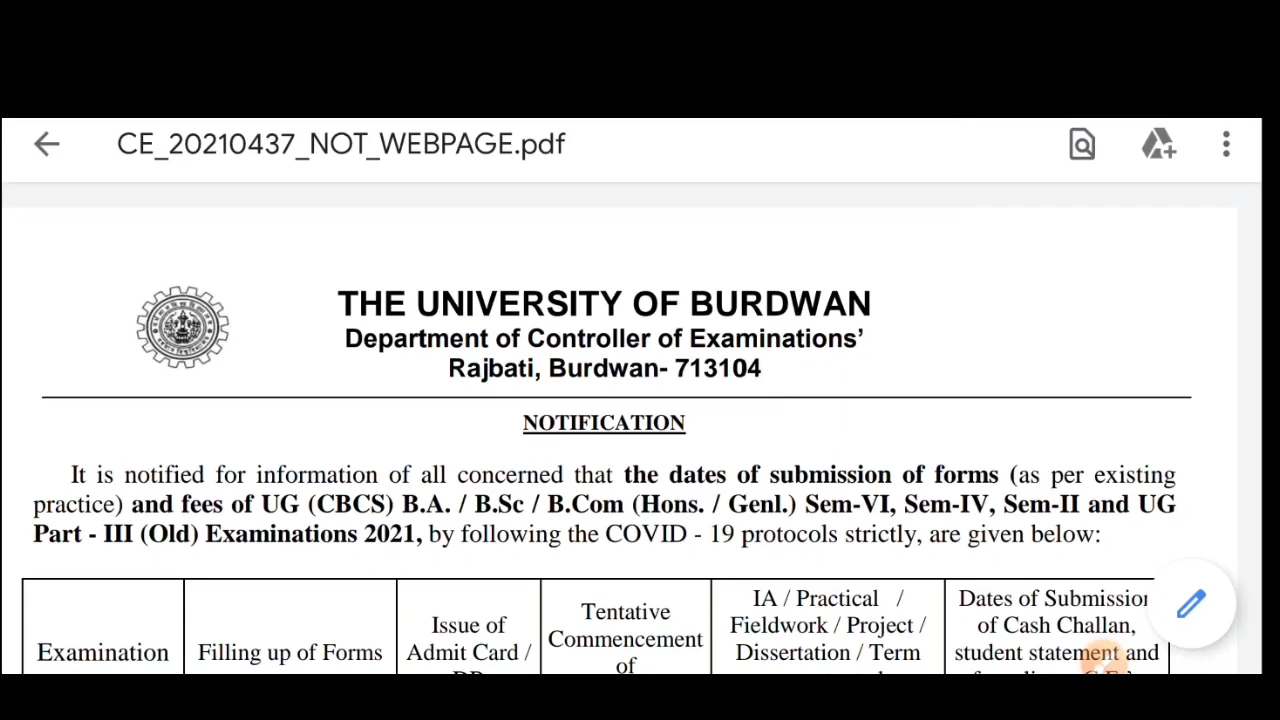 CE_20210437_NOT_WEBPAGE.pdf
THE UNIVERSITY OF BURDWAN
Department of Controller of Examinations’
Rajbati, Burdwan- 713104
NOTIFICATION
It is notified for information of all concerned that the dates of submission of forms (as per existing
practice) and fees of UG (CBCS) B.A. / B.Sc / B.Com (Hons. / Genl.) Sem-VI, Sem-IV, Sem-II and UG
Part - III (Old) Examinations 2021, by following the COVID - 19 protocols strictly, are given below:
Examination
Filling up of Forms
Issue of
Admit Card /
Tentative
Commencement
of
IA / Practical /
Fieldwork / Project /
Dissertation / Term
Dates of Submission
of Cash Challan,
student statement and